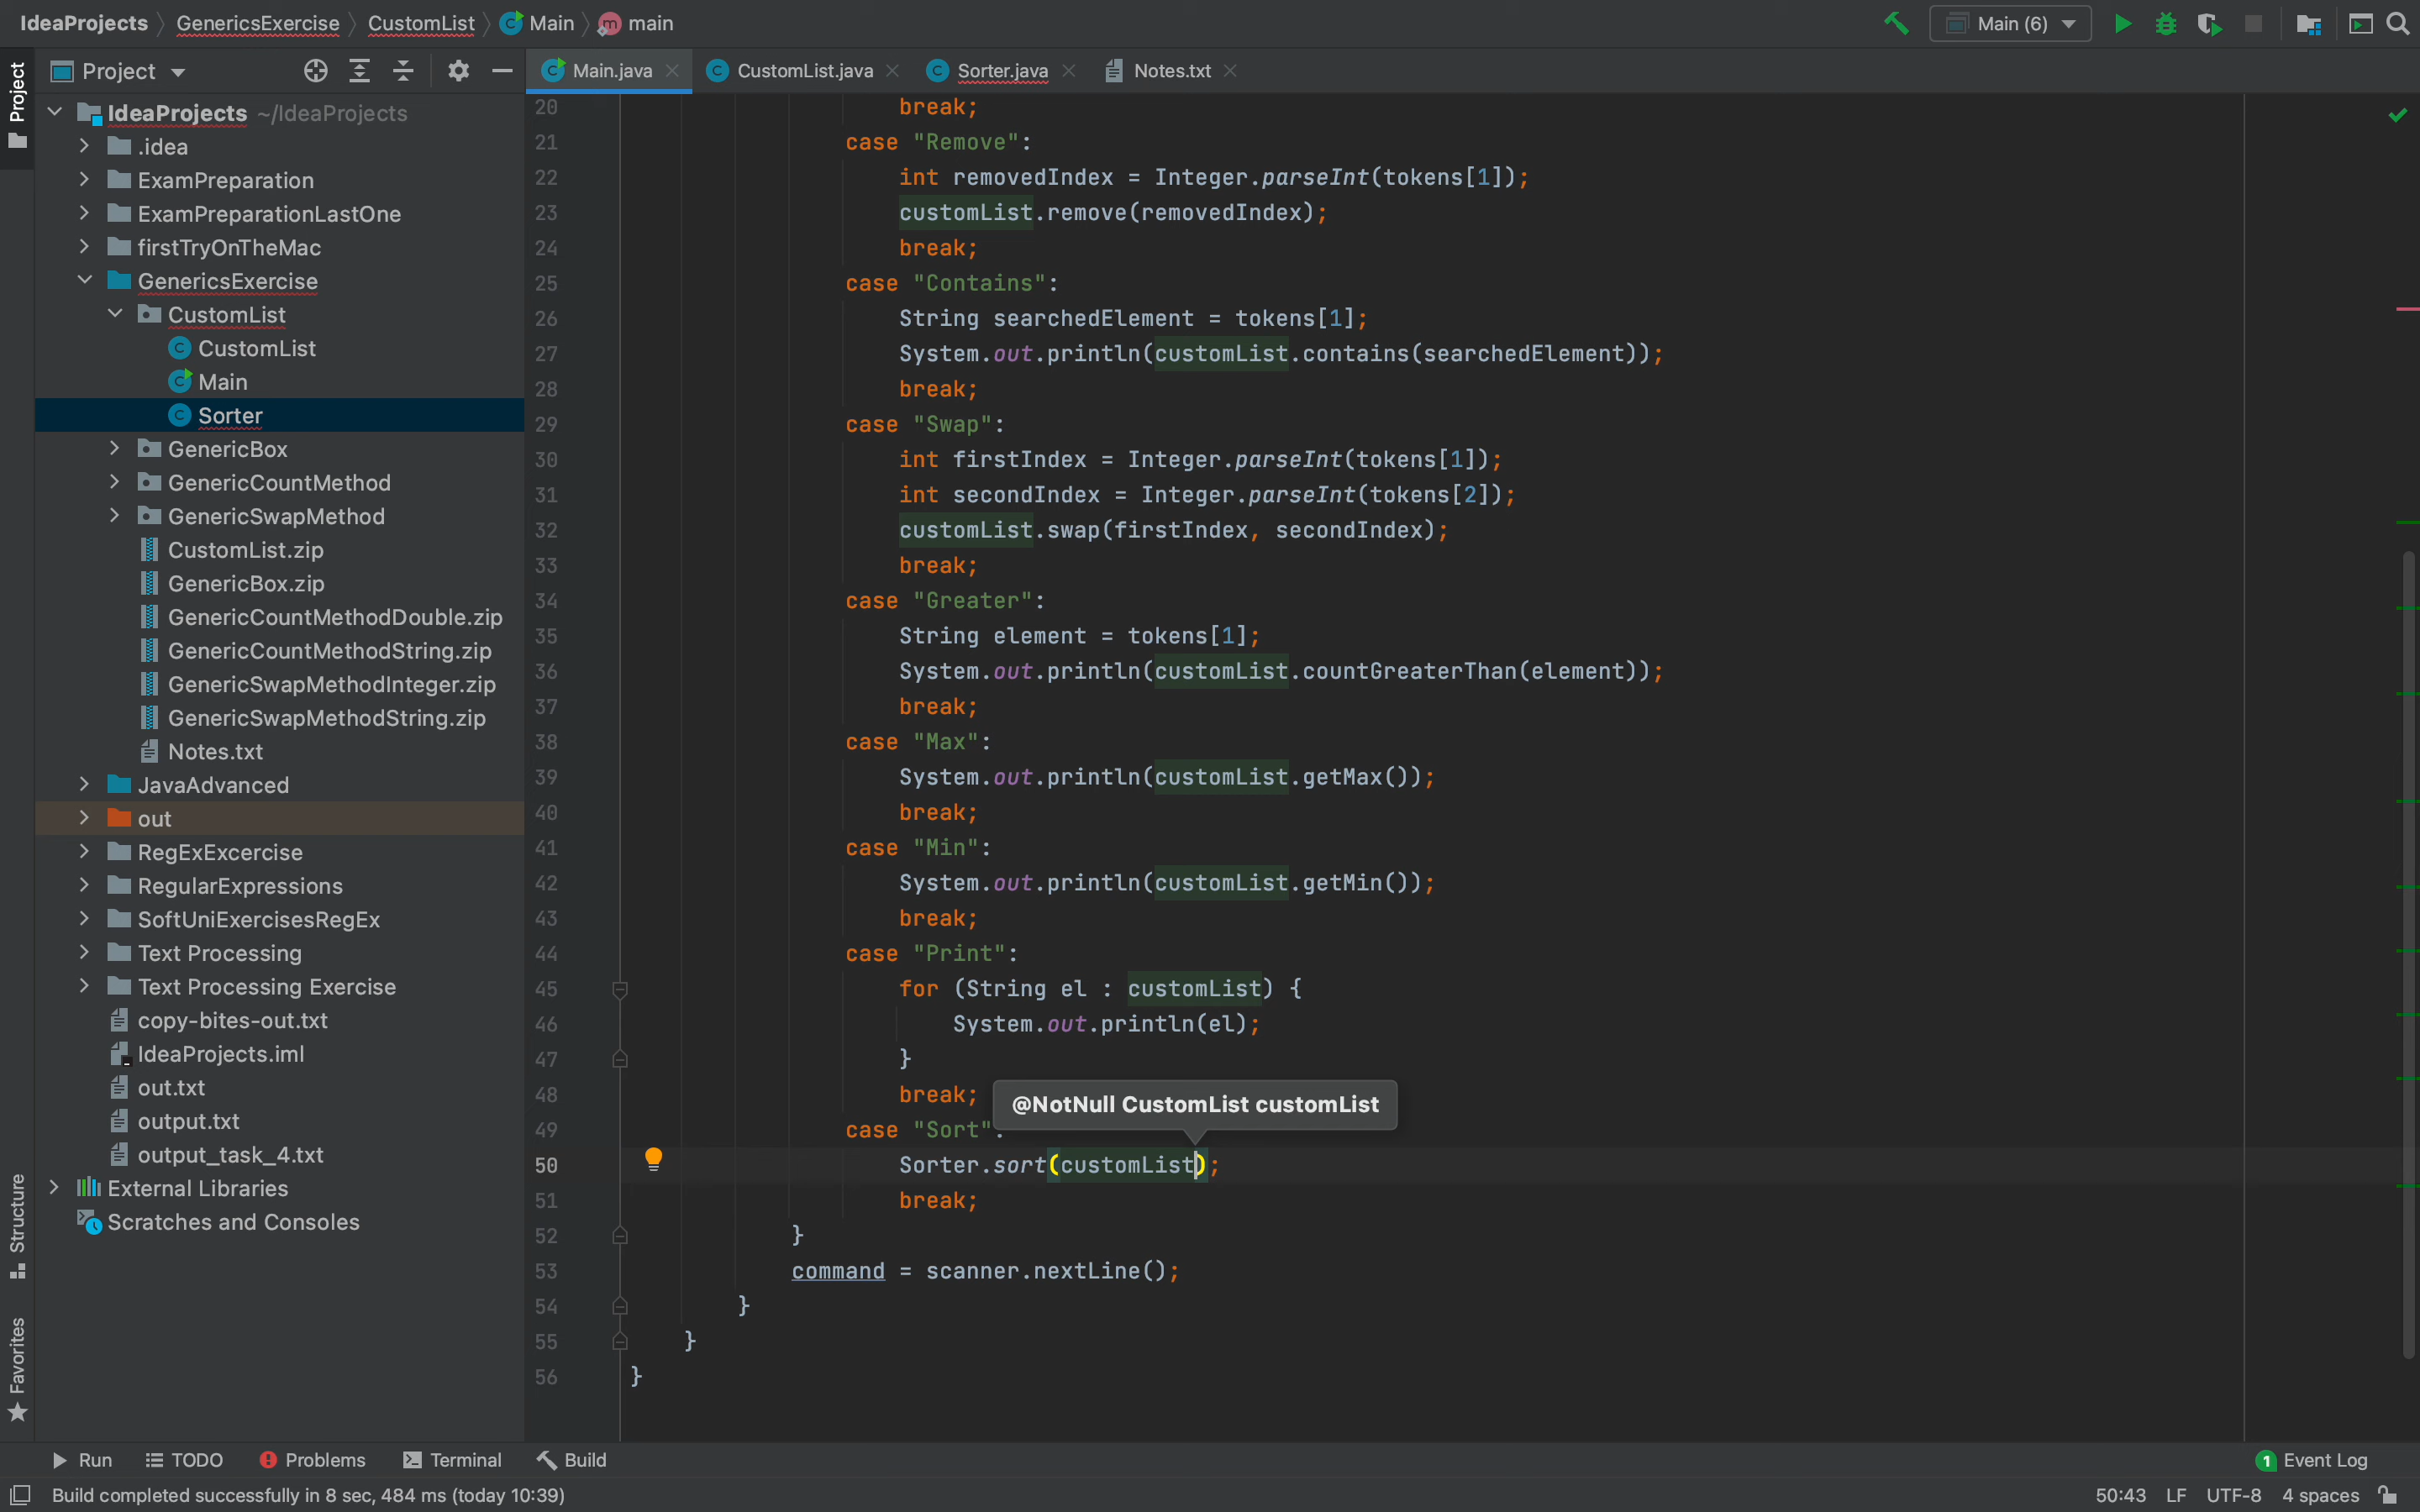 IdeaProjects GenericsExercise CustomList Main main Main (6)
Project
Project
Main.java CustomList.java Sorter.java Notes.txt
IdeaProjects ~/IdeaProjects
.idea
ExamPreparation
ExamPreparationLastOne
firstTryOnTheMac
GenericsExercise
CustomList
CustomList
Main
Sorter
GenericBox
GenericCountMethod
GenericSwapMethod
CustomList.zip
GenericBox.zip
GenericCountMethodDouble.zip
GenericCountMethodString.zip
GenericSwapMethodInteger.zip
GenericSwapMethodString.zip
Notes.txt
JavaAdvanced
out
RegExExcercise
RegularExpressions
SoftUniExercisesRegEx
Text Processing
Text Processing Exercise
copy-bites-out.txt
IdeaProjects.iml
out.txt
output.txt
output_task_4.txt
External Libraries
Scratches and Consoles
Structure
Favorites
20 break;
21 case "Remove":
22 int removedIndex = Integer.parseInt(tokens[1]);
23 customList.remove(removedIndex);
24 break;
25 case "Contains":
26 String searchedElement = tokens[1];
27 System.out.println(customList.contains(searchedElement));
28 break;
29 case "Swap":
30 int firstIndex = Integer.parseInt(tokens[1]);
31 int secondIndex = Integer.parseInt(tokens[2]);
32 customList.swap(firstIndex, secondIndex);
33 break;
34 case "Greater":
35 String element = tokens[1];
36 System.out.println(customList.countGreaterThan(element));
37 break;
38 case "Max":
39 System.out.println(customList.getMax());
40 break;
41 case "Min":
42 System.out.println(customList.getMin());
43 break;
44 case "Print":
45 for (String el : customList) {
46 System.out.println(el);
47 }
48 break;
@NotNull CustomList customList
49 case "Sort":
50 Sorter.sort(customList);
51 break;
52 }
53 command = scanner.nextLine();
54 }
55 }
56 }
Run TODO Problems Terminal Build 1 Event Log
Build completed successfully in 8 sec, 484 ms (today 10:39) 50:43 LF UTF-8 4 spaces